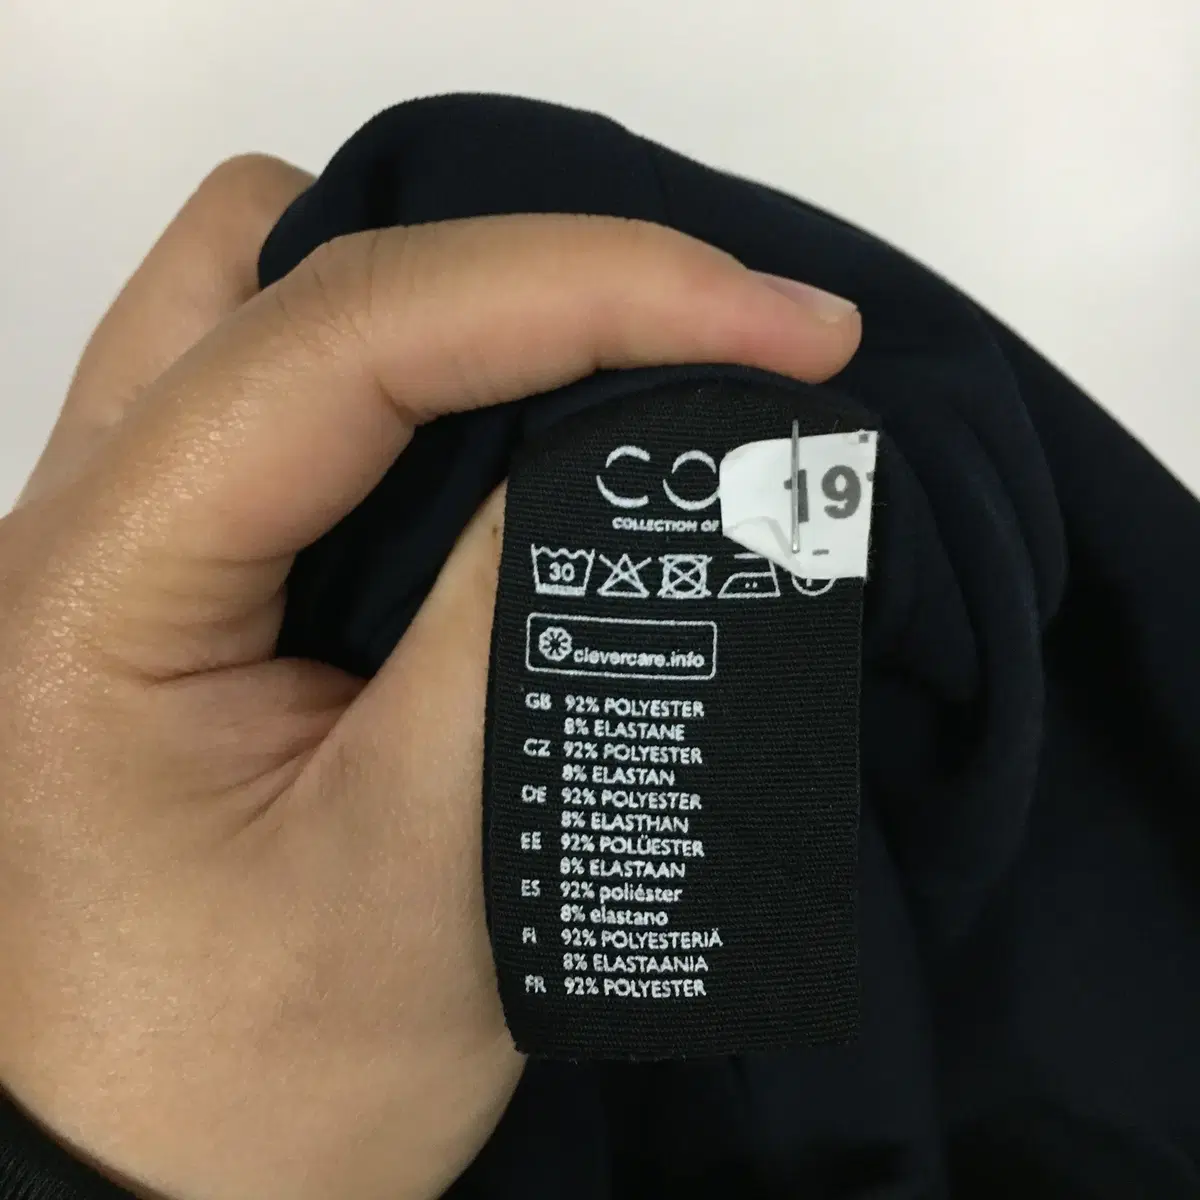 CO
19
COLLECTION OF
30
clevercare.info
GB 92% POLYESTER
8% ELASTANE
CZ 92% POLYESTER
8% ELASTAN
DE 92% POLYESTER
8% ELASTHAN
EE 92% POLÜESTER
8% ELASTAAN
ES 92% poliéster
8% elastano
FI 92% POLYESTERIÄ
8% ELASTAANIA
FR 92% POLYESTER